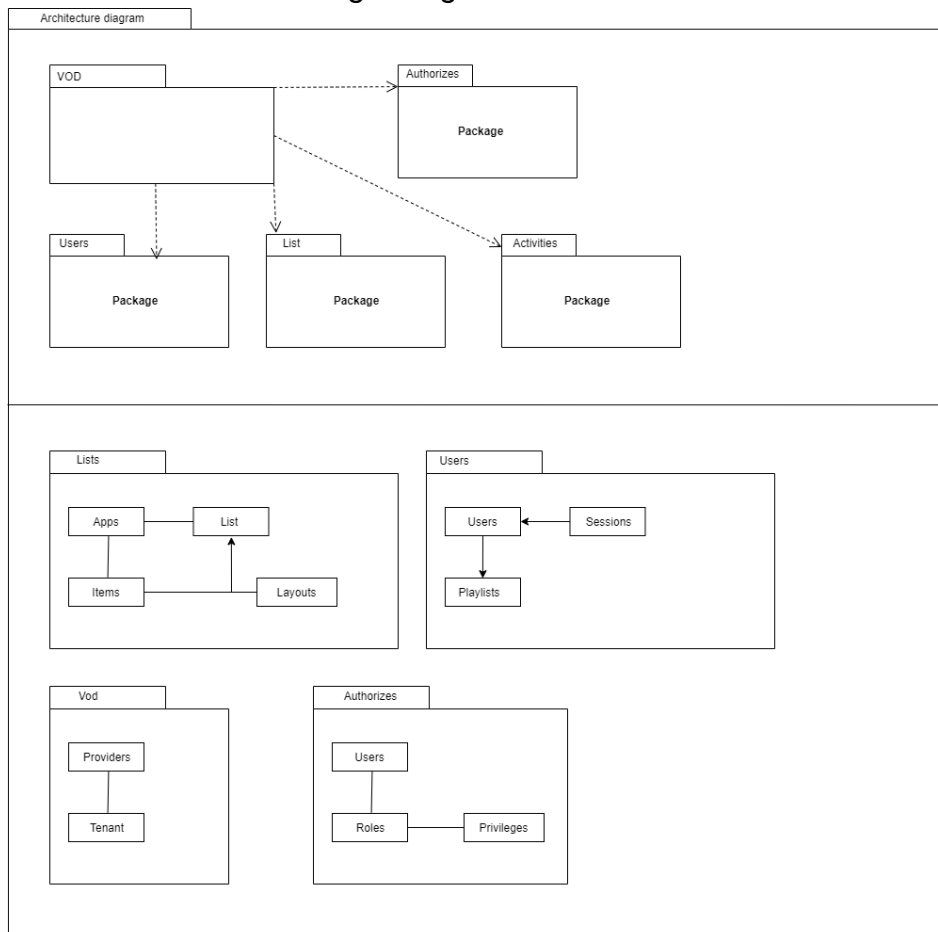 Architecture diagram
VOD
Authorizes
Package
Users
List
Activities
Package
Package
Package
Lists
Users
Apps
List
Users
Sessions
Items
Layouts
Playlists
Vod
Authorizes
Providers
Users
Tenant
Roles
Privileges